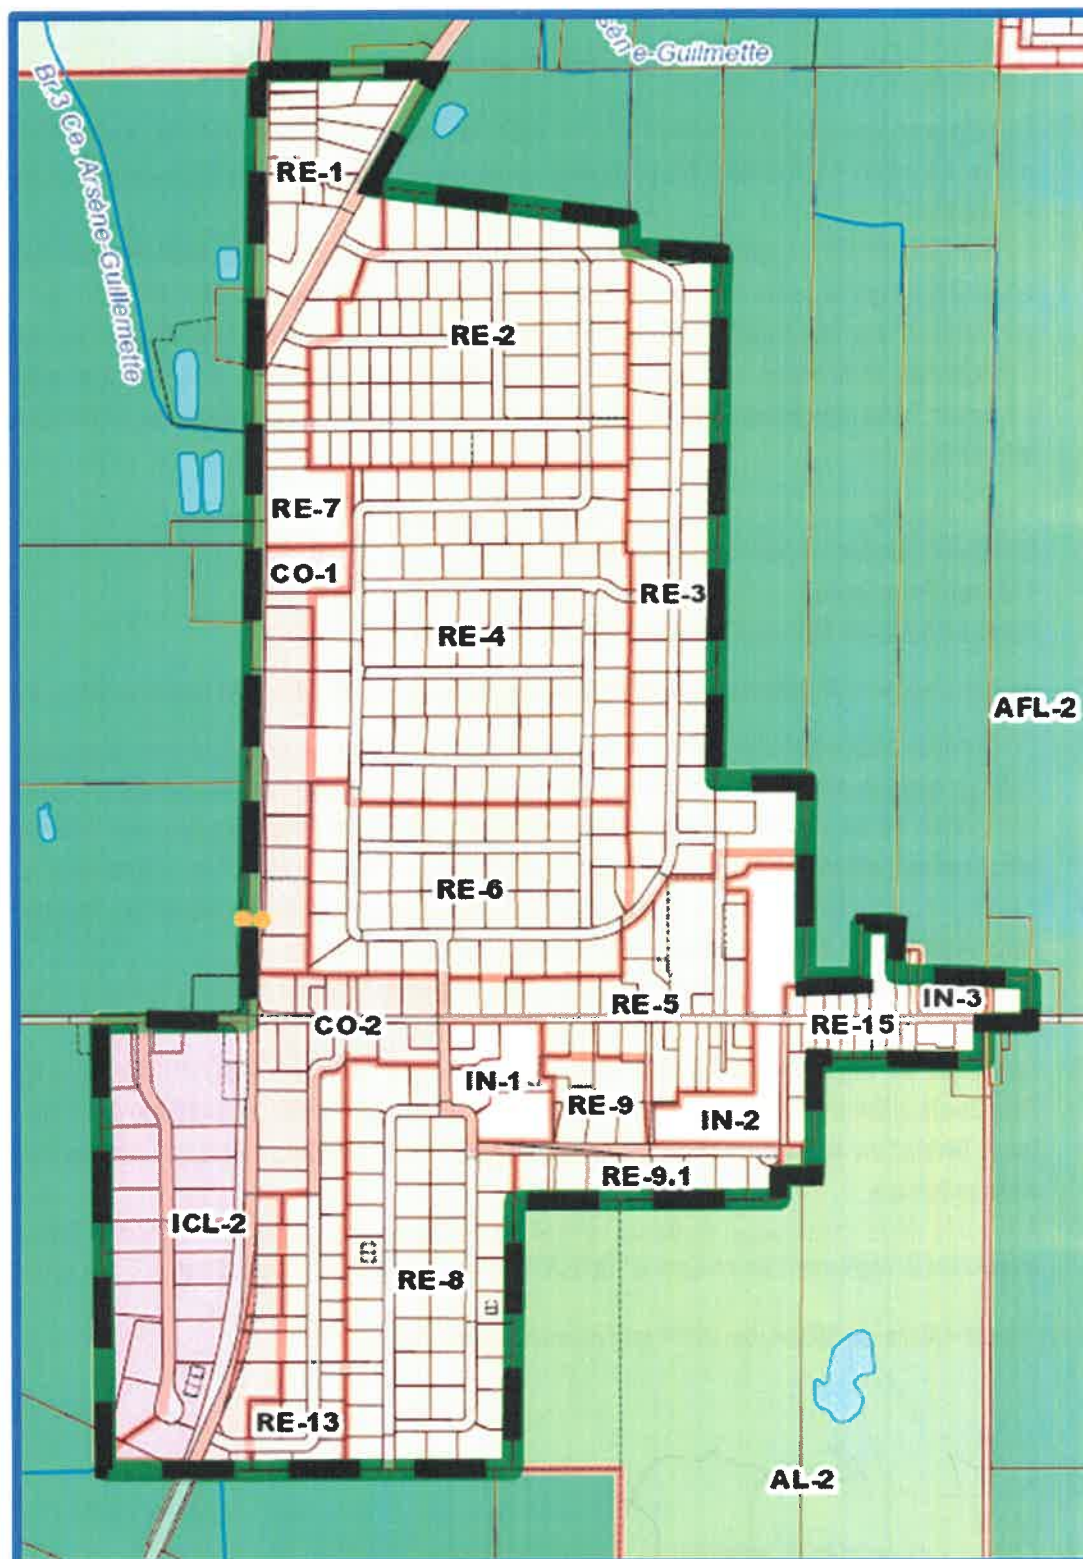 e-Guilmette
Br.3 Ce. Arsène-Guillemette
RE-1
RE-2
RE-7
CO-1
RE-3
RE-4
AFL-2
RE-6
IN-3
RE-5
CO-2
RE-15
IN-1
RE-9
IN-2
RE-9.1
ICL-2
RE-8
RE-13
AL-2